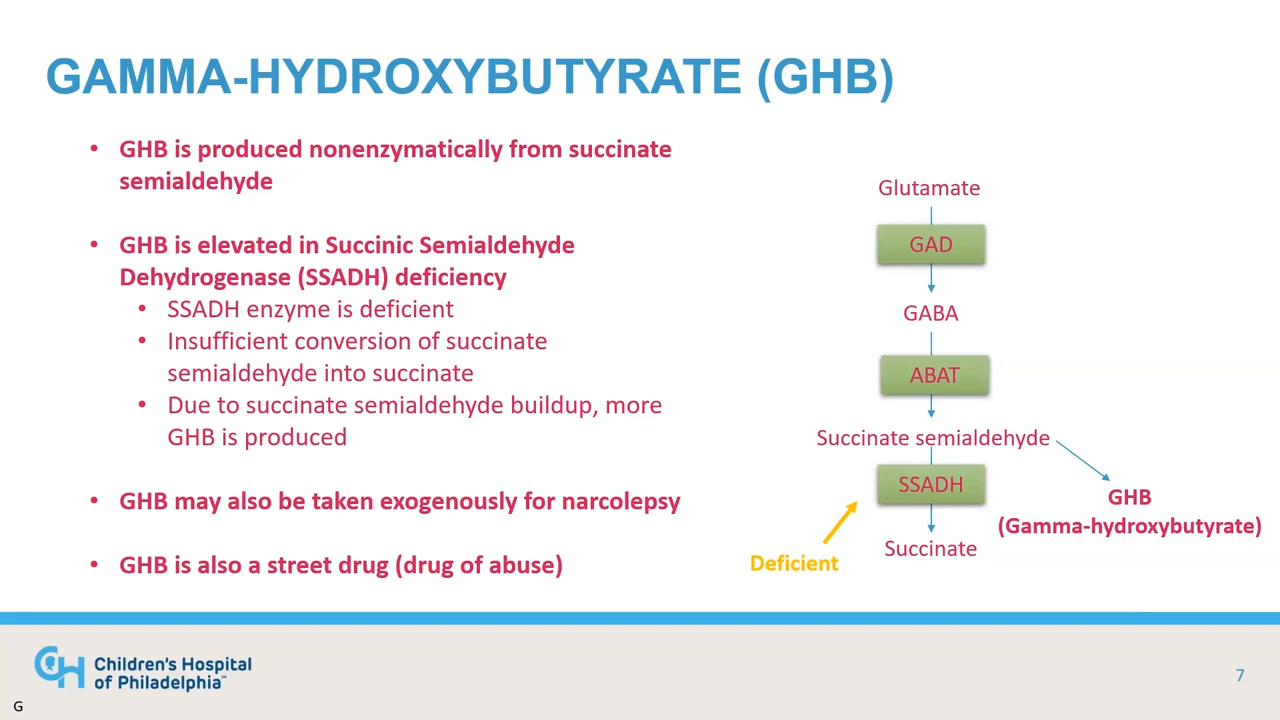 GAMMA-HYDROXYBUTYRATE (GHB)
• GHB is produced nonenzymatically from succinate
semialdehyde
• GHB is elevated in Succinic Semialdehyde
Dehydrogenase (SSADH) deficiency
• SSADH enzyme is deficient
• Insufficient conversion of succinate
semialdehyde into succinate
• Due to succinate semialdehyde buildup, more
GHB is produced
• GHB may also be taken exogenously for narcolepsy
• GHB is also a street drug (drug of abuse)
Glutamate
GAD
GABA
ABAT
Succinate semialdehyde
SSADH
GHB
(Gamma-hydroxybutyrate)
Succinate
Deficient
CH Children's Hospital
of Philadelphia™
7
G